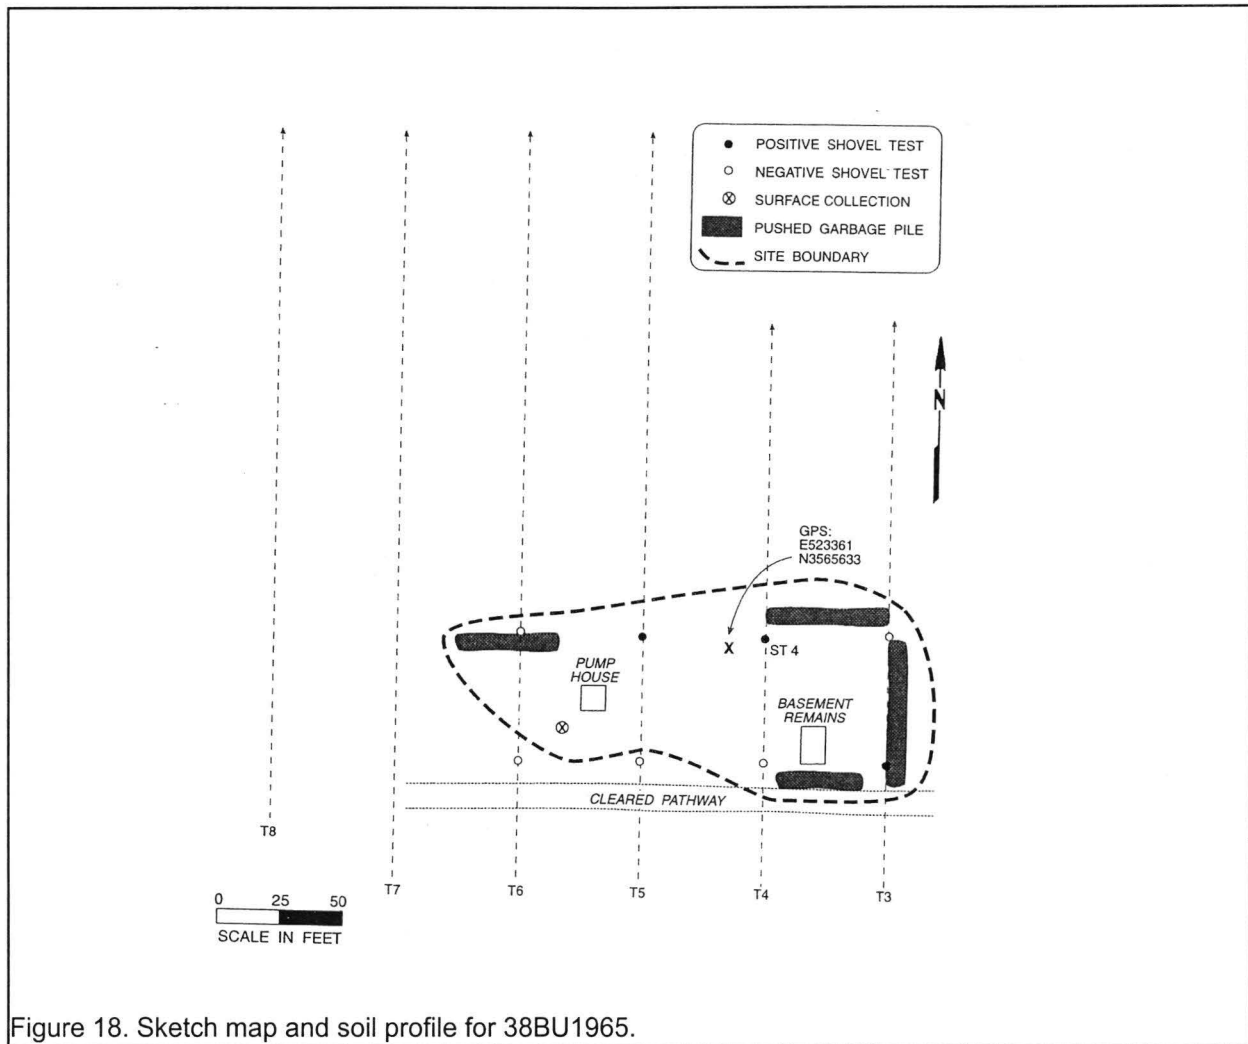 POSITIVE SHOVEL TEST
NEGATIVE SHOVEL TEST
SURFACE COLLECTION
PUSHED GARBAGE PILE
SITE BOUNDARY
N
GPS:
E523361
N3565633
X
ST 4
PUMP
HOUSE
BASEMENT
REMAINS
CLEARED PATHWAY
T8
T7
T6
T5
T4
T3
0 25 50
SCALE IN FEET
Figure 18. Sketch map and soil profile for 38BU1965.